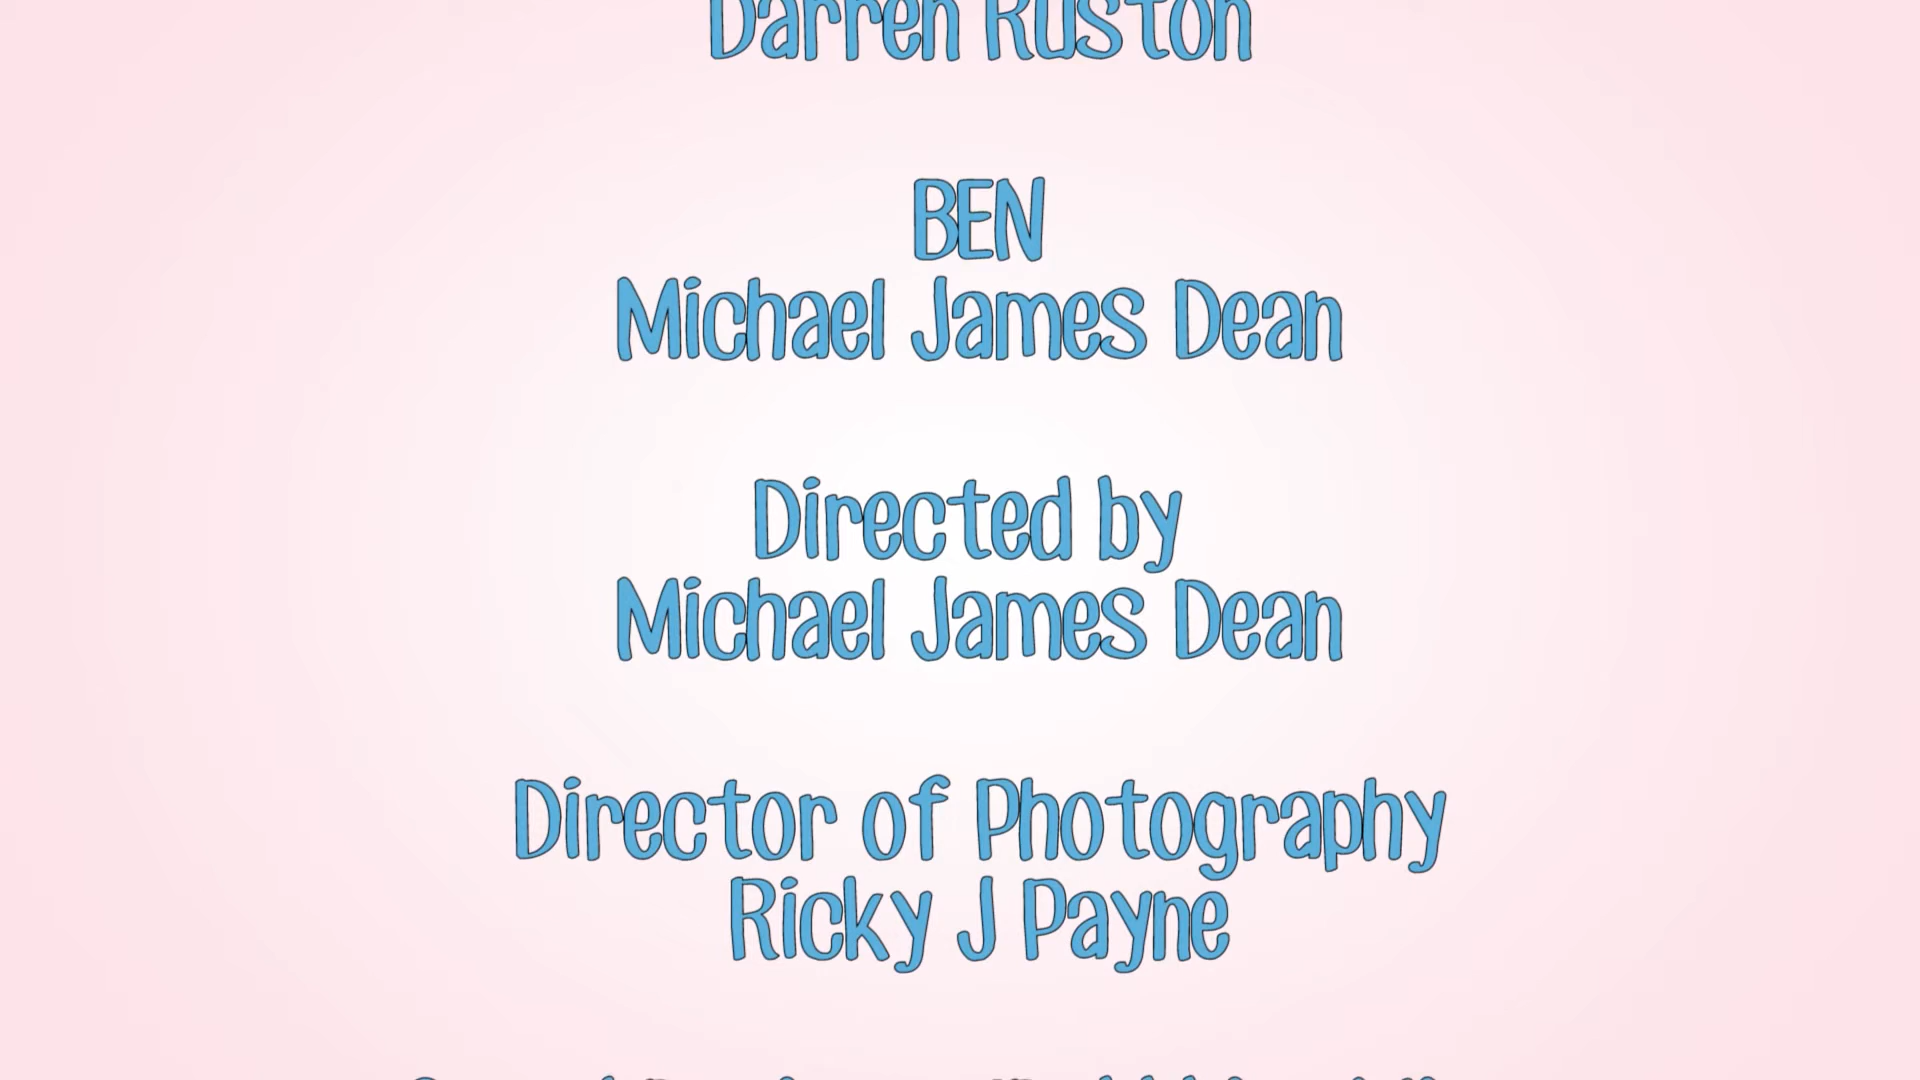 Darren Ruston
BEN
Michael James Dean
Directed by
Michael James Dean
Director of Photography
Ricky J Payne